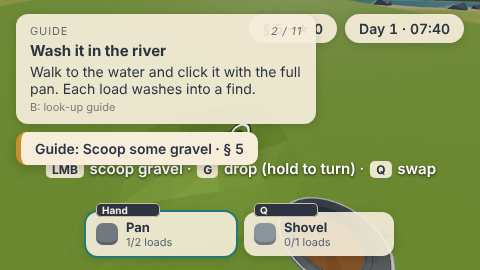 GUIDE
2 / 11
Wash it in the river
Walk to the water and click it with the full
pan. Each load washes into a find.
B: look-up guide
Day 1 · 07:40
Guide: Scoop some gravel · § 5
LMB scoop gravel · G drop (hold to turn) · Q swap
Hand
Pan
1/2 loads
Q
Shovel
0/1 loads